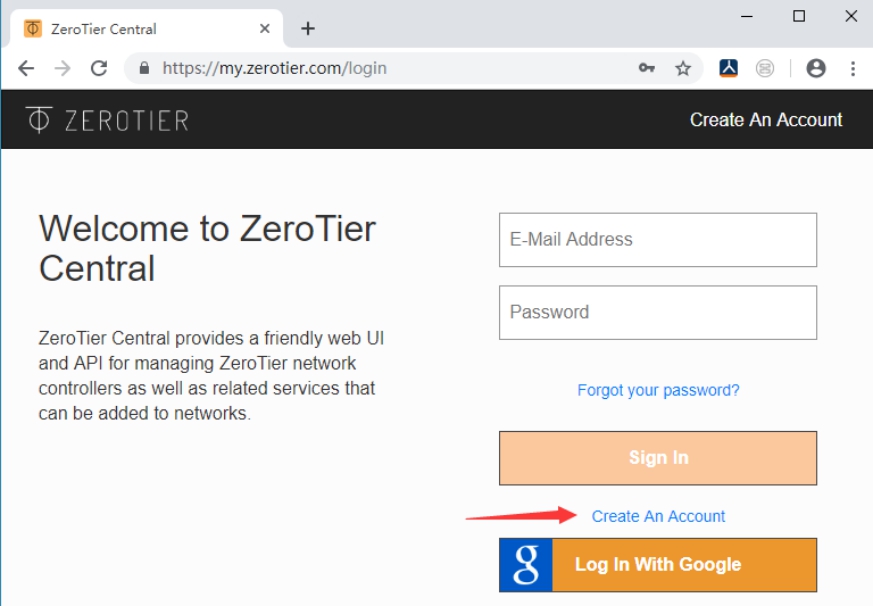 ZeroTier Central
https://my.zerotier.com/login
ZEROTIER
Create An Account
Welcome to ZeroTier
Central
ZeroTier Central provides a friendly web UI
and API for managing ZeroTier network
controllers as well as related services that
can be added to networks.
E-Mail Address
Password
Forgot your password?
Sign In
Create An Account
g
Log In With Google